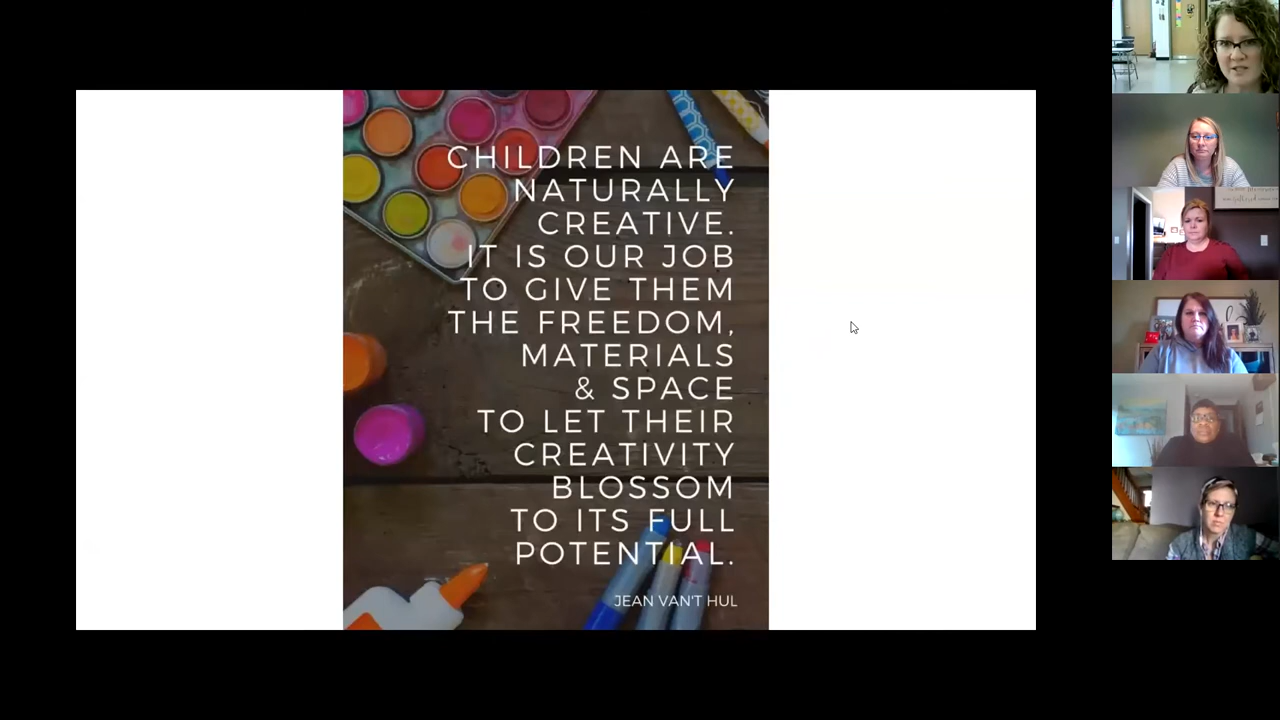 CHILDREN ARE
NATURALLY
CREATIVE.
IT IS OUR JOB
TO GIVE THEM
THE FREEDOM,
MATERIALS
& SPACE
TO LET THEIR
CREATIVITY
BLOSSOM
TO ITS FULL
POTENTIAL.
JEAN VAN'T HUL